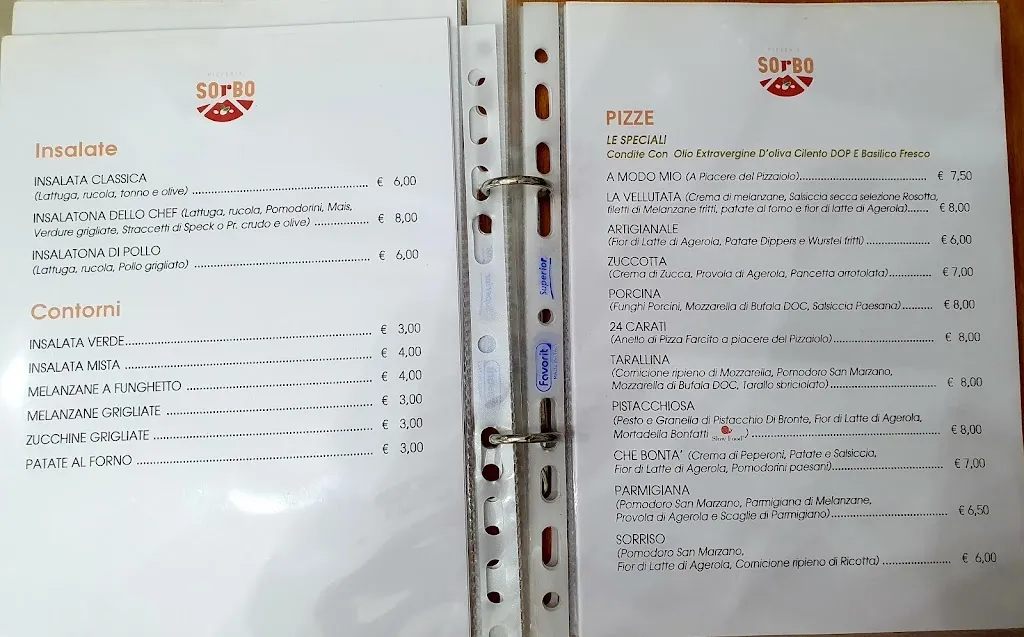 PIZZERIA
SOrBO
Insalate
INSALATA CLASSICA
(Lattuga, rucola, tonno e olive) ........ € 6,00
INSALATONA DELLO CHEF (Lattuga, rucola, Pomodorini, Mais,
Verdure grigliate, Straccetti di Speck o Pr. crudo e olive) ........ € 8,00
INSALATONA DI POLLO
(Lattuga, rucola, Pollo grigliato) ........ € 6,00
Contorni
INSALATA VERDE........ € 3,00
INSALATA MISTA ........ € 4,00
MELANZANE A FUNGHETTO ........ € 4,00
MELANZANE GRIGLIATE ........ € 3,00
ZUCCHINE GRIGLIATE ........ € 3,00
PATATE AL FORNO ........ € 3,00
Superior
Favorit
PIZZERIA
SOrBO
PIZZE
LE SPECIALI
Condite Con Olio Extravergine D'oliva Cilento DOP E Basilico Fresco
A MODO MIO (A Piacere del Pizzaiolo)........ € 7,50
LA VELLUTATA (Crema di melanzane, Salsiccia secca selezione Rosotta,
filetti di Melanzane fritti, patate al forno e fior di latte di Agerola)........ € 8,00
ARTIGIANALE
(Fior di Latte di Agerola, Patate Dippers e Wurstel fritti) ........ € 6,00
ZUCCOTTA
(Crema di Zucca, Provola di Agerola, Pancetta arrotolata)........ € 7,00
PORCINA
(Funghi Porcini, Mozzarella di Bufala DOC, Salsiccia Paesana)........ € 8,00
24 CARATI
(Anello di Pizza Farcito a piacere del Pizzaiolo) ........ € 8,00
TARALLINA
(Cornicione ripieno di Mozzarella, Pomodoro San Marzano,
Mozzarella di Bufala DOC, Tarallo sbriciolato) ........ € 8,00
PISTACCHIOSA
(Pesto e Granella di Pistacchio Di Bronte, Fior di Latte di Agerola,
Mortadella Bonfatti Slow Food ) ........ € 8,00
CHE BONTA' (Crema di Peperoni, Patate e Salsiccia,
Fior di Latte di Agerola, Pomodorini paesani)........ € 7,00
PARMIGIANA
(Pomodoro San Marzano, Parmigiana di Melanzane,
Provola di Agerola e Scaglie di Parmigiano)........ € 6,50
SORRISO
(Pomodoro San Marzano,
Fior di Latte di Agerola, Cornicione ripieno di Ricotta) ........ € 6,00